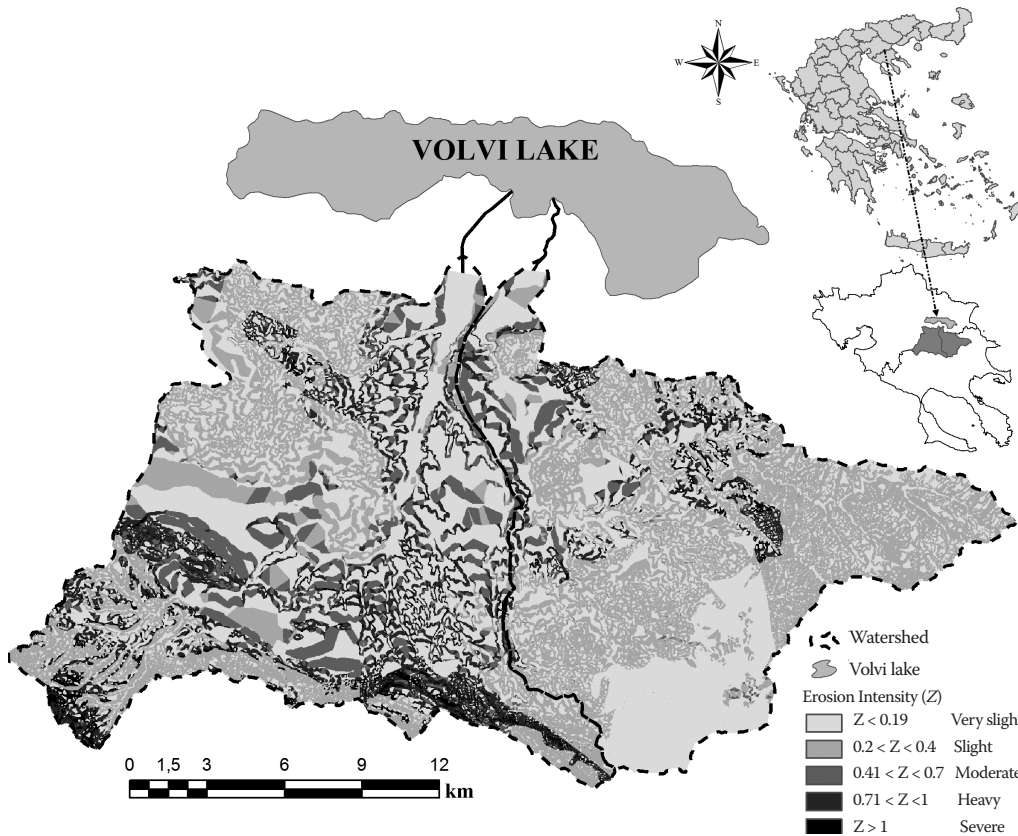 N
W E
S
VOLVI LAKE
Watershed
Volvi lake
Erosion Intensity (Z)
Z < 0.19 Very sligh
0.2 < Z < 0.4 Slight
0.41 < Z < 0.7 Moderate
0.71 < Z <1 Heavy
Z > 1 Severe
0 1,5 3 6 9 12
km